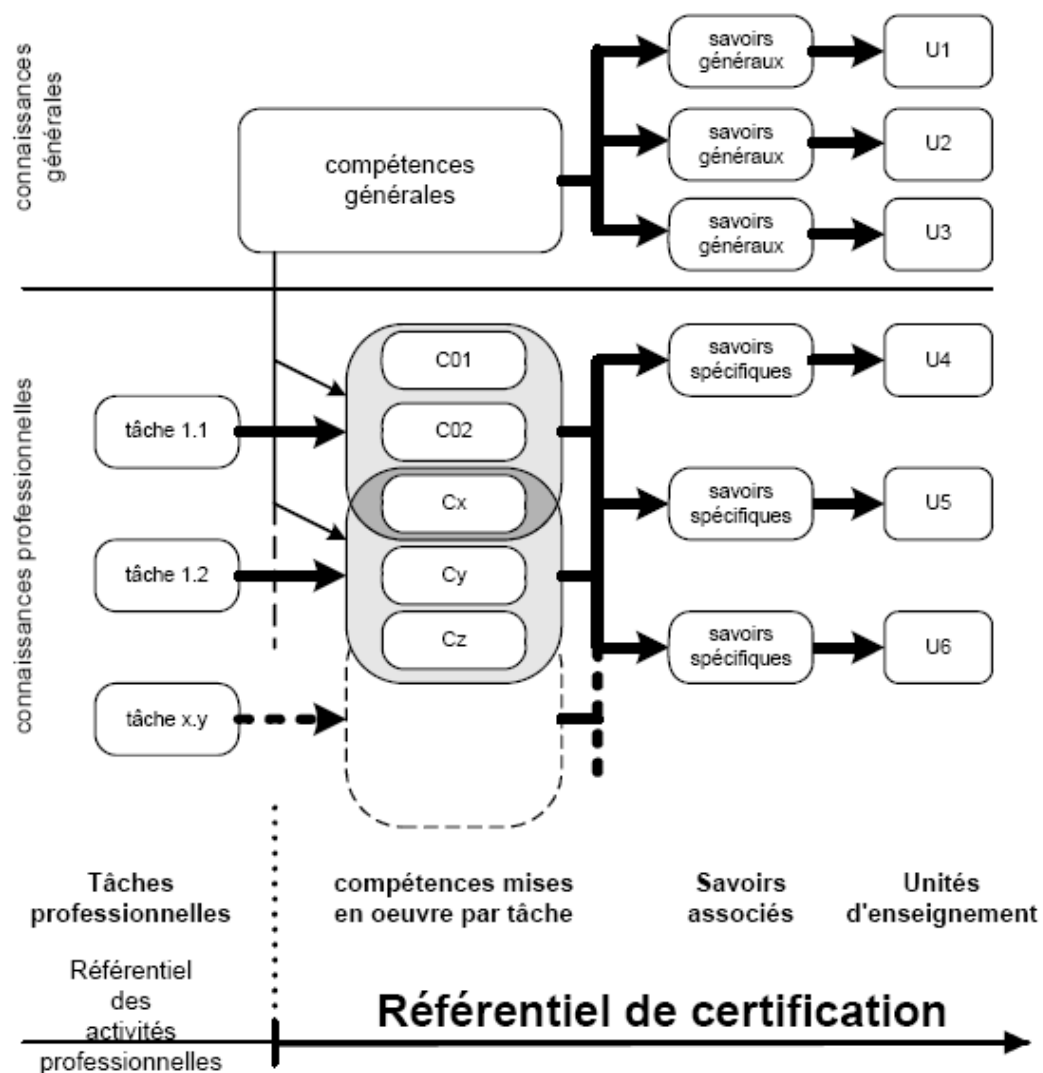 connaissances
générales
compétences
générales
savoirs
généraux
U1
savoirs
généraux
U2
savoirs
généraux
U3
connaissances professionnelles
tâche 1.1
tâche 1.2
tâche x.y
C01
C02
Cx
Cy
Cz
savoirs
spécifiques
U4
savoirs
spécifiques
U5
savoirs
spécifiques
U6
Tâches
professionnelles
compétences mises
en oeuvre par tâche
Savoirs
associés
Unités
d'enseignement
Référentiel
des
activités
professionnelles
Référentiel de certification